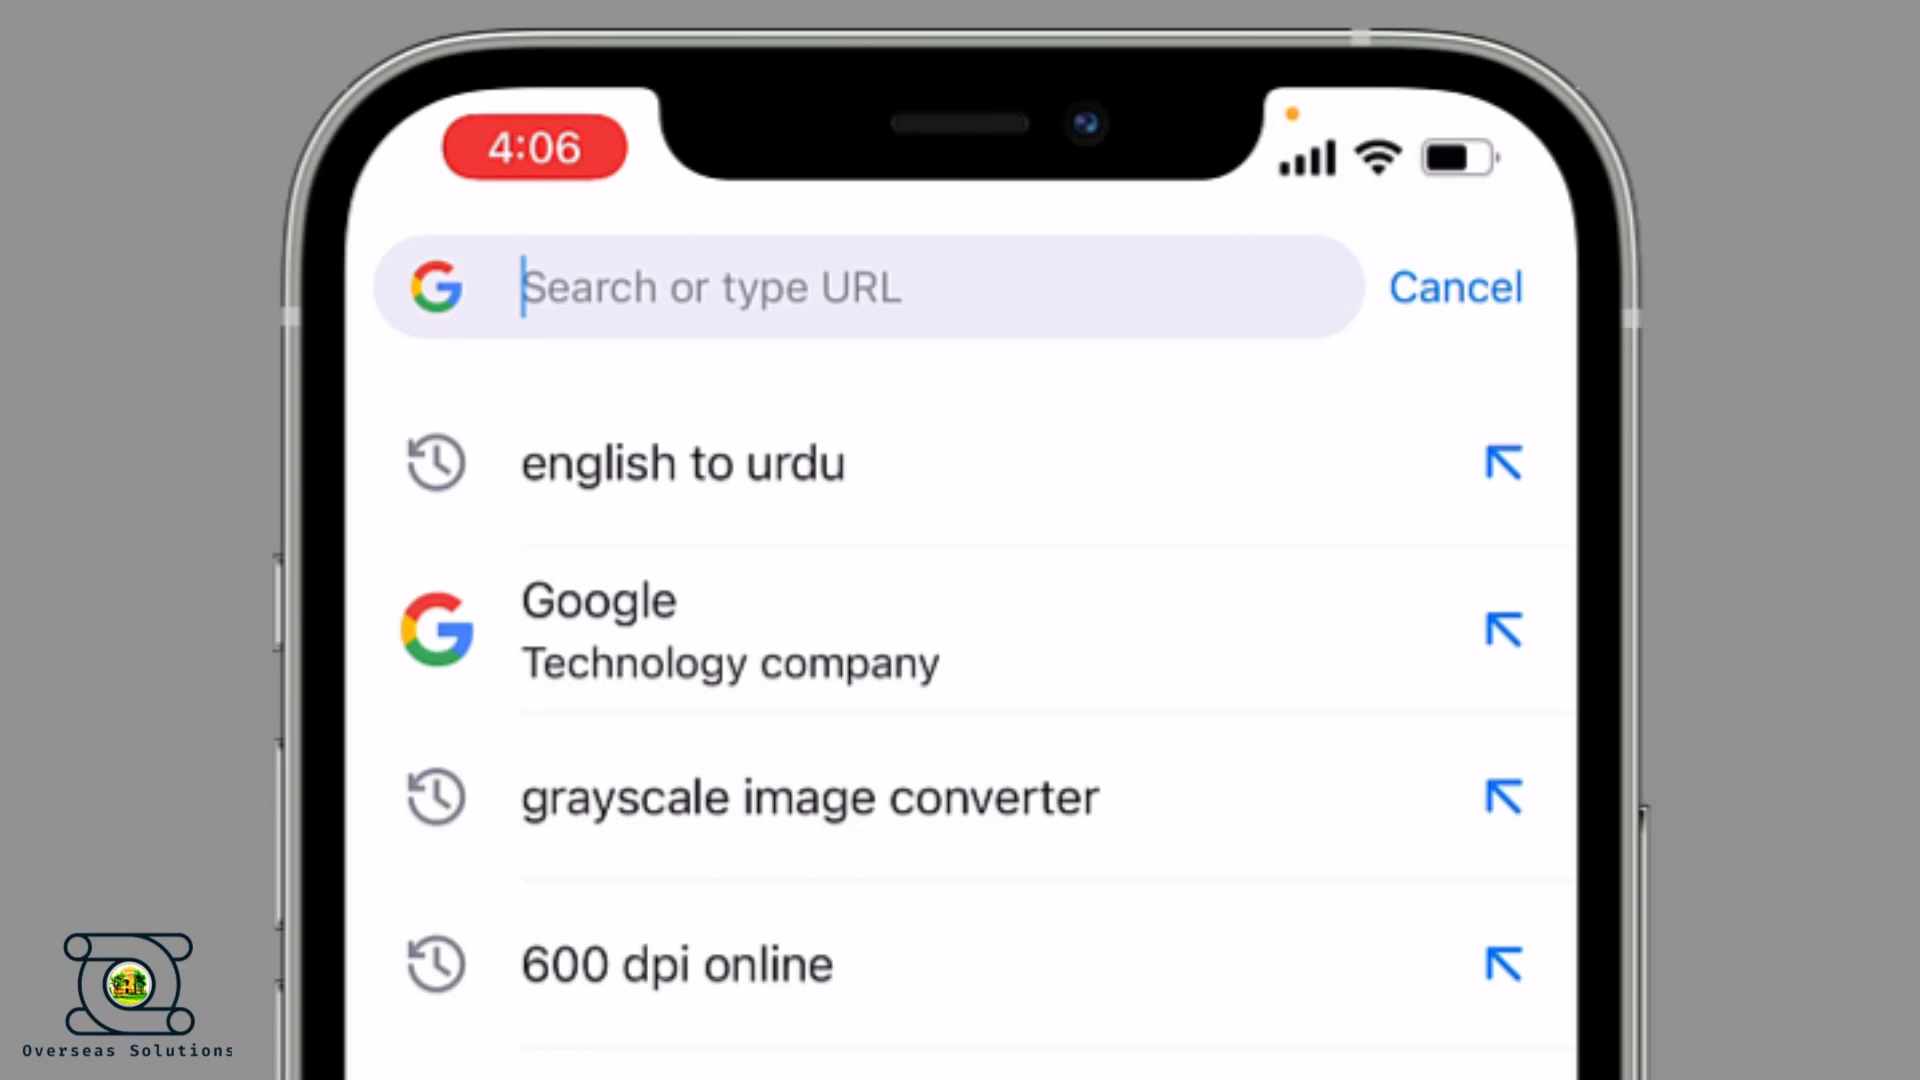 4:06
Search or type URL
Cancel
english to urdu
Google
Technology company
grayscale image converter
600 dpi online
Overseas Solutions